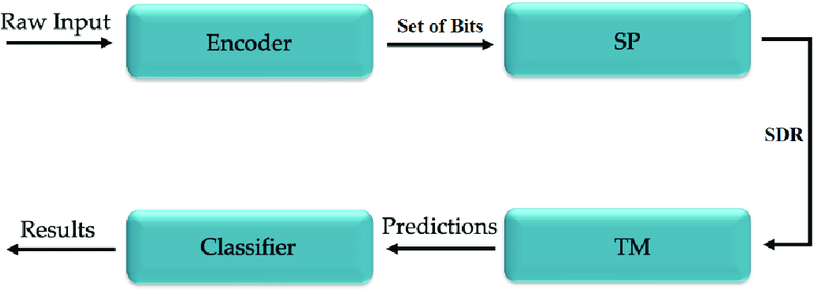 Raw Input
Encoder
Set of Bits
SP
SDR
TM
Predictions
Classifier
Results